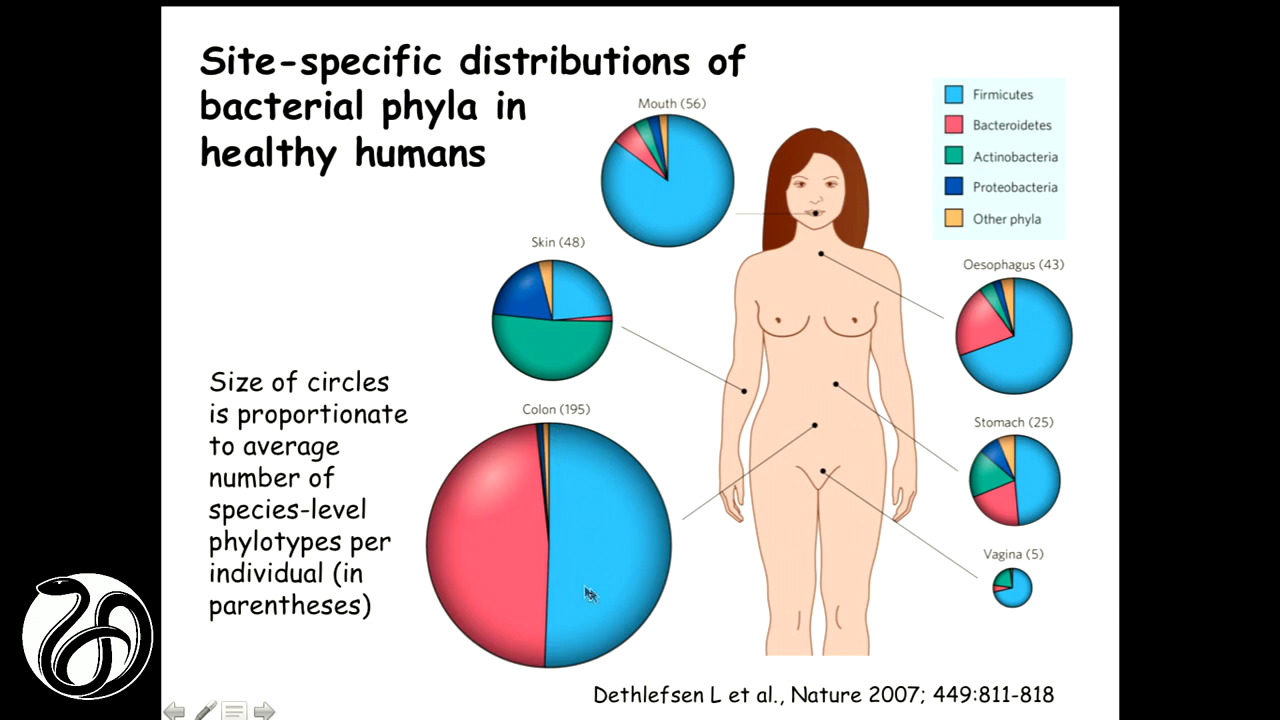 Site-specific distributions of
bacterial phyla in
healthy humans
Mouth (56)
Firmicutes
Bacteroidetes
Actinobacteria
Proteobacteria
Other phyla
Skin (48)
Oesophagus (43)
Size of circles
is proportionate
to average
number of
species-level
phylotypes per
individual (in
parentheses)
Colon (195)
Stomach (25)
Vagina (5)
Dethlefsen L et al., Nature 2007; 449:811-818